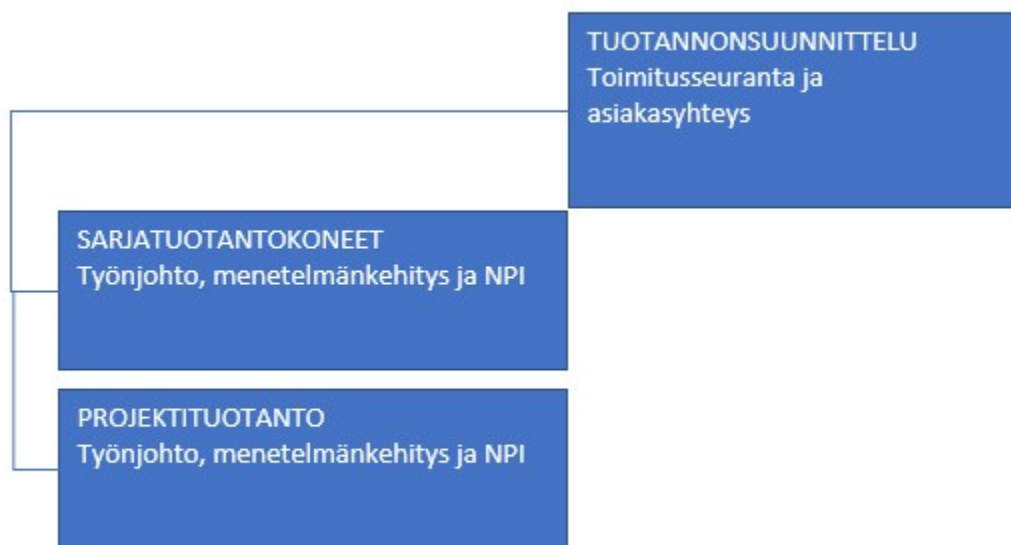 TUOTANNONSUUNNITTELU
Toimitusseuranta ja
asiakasyhteys
SARJATUOTANTOKONEET
Työnjohto, menetelmänkehitys ja NPI
PROJEKTITUOTANTO
Työnjohto, menetelmänkehitys ja NPI